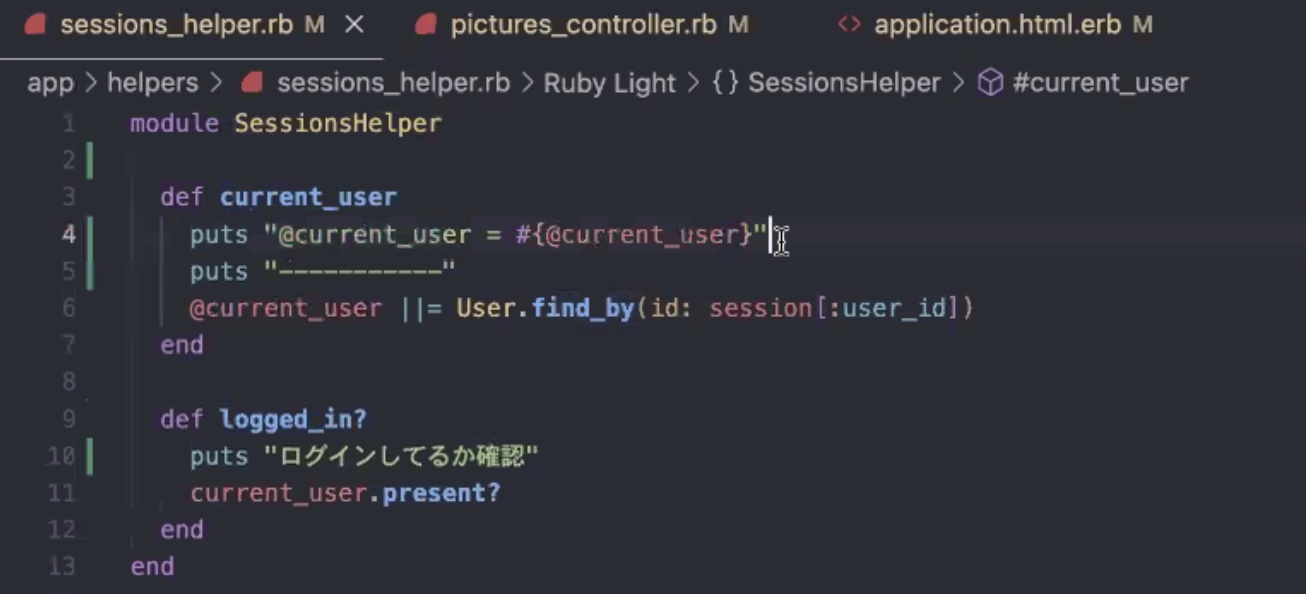 sessions_helper.rb M × pictures_controller.rb M <> application.html.erb M
app > helpers > sessions_helper.rb > Ruby Light > {} SessionsHelper > #current_user
1 module SessionsHelper
2
3 def current_user
4 puts "@current_user = #{@current_user}"
5 puts "-----------"
6 @current_user ||= User.find_by(id: session[:user_id])
7 end
8
9 def logged_in?
10 puts "ログインしてるか確認"
11 current_user.present?
12 end
13 end